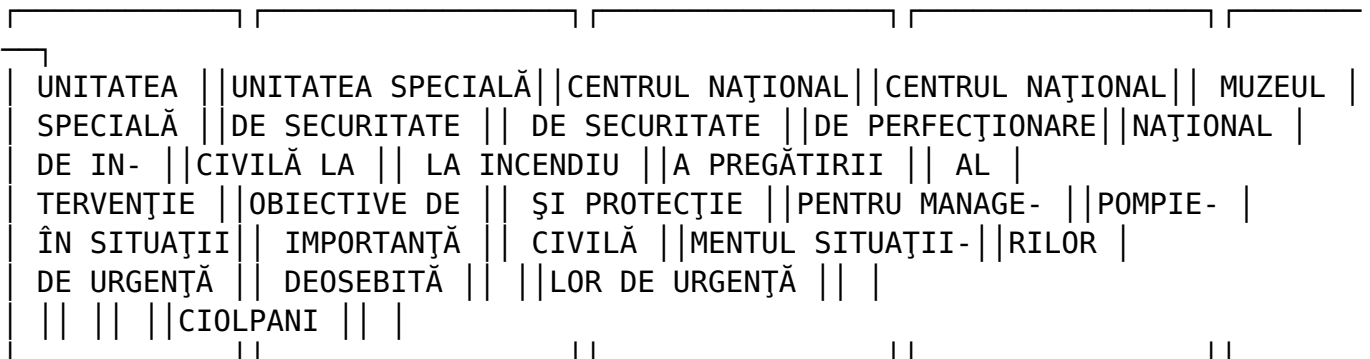 │ UNITATEA ││UNITATEA SPECIALĂ││CENTRUL NAŢIONAL││CENTRUL NAŢIONAL││ MUZEUL │
│ SPECIALĂ ││DE SECURITATE ││ DE SECURITATE ││DE PERFECŢIONARE││NAŢIONAL │
│ DE IN- ││CIVILĂ LA ││ LA INCENDIU ││A PREGĂTIRII ││ AL │
│ TERVENŢIE ││OBIECTIVE DE ││ ŞI PROTECŢIE ││PENTRU MANAGE- ││POMPIE- │
│ ÎN SITUAŢII││ IMPORTANŢĂ ││ CIVILĂ ││MENTUL SITUAŢII-││RILOR │
│ DE URGENŢĂ ││ DEOSEBITĂ ││ ││LOR DE URGENŢĂ ││ │
│ ││ ││ ││CIOLPANI ││ │